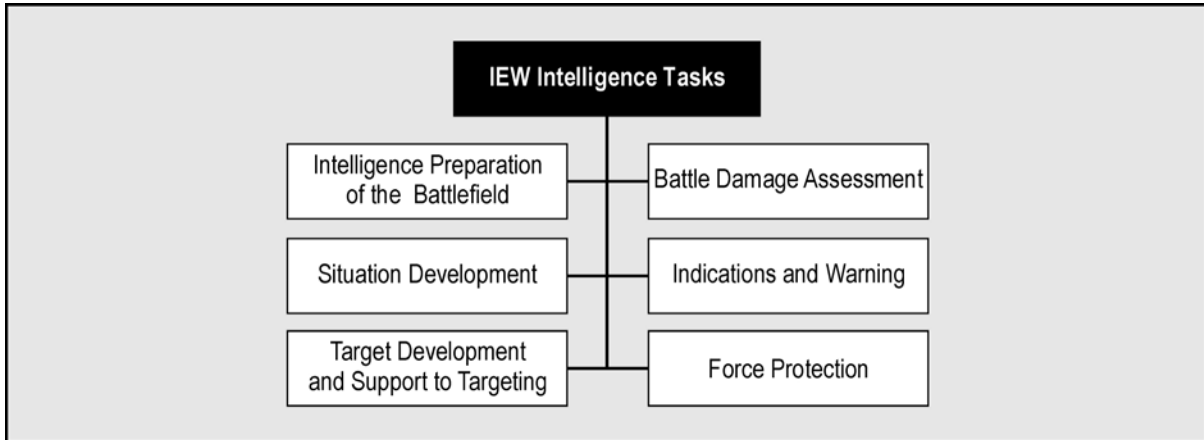 IEW Intelligence Tasks
Intelligence Preparation
of the Battlefield
Battle Damage Assessment
Situation Development
Indications and Warning
Target Development
and Support to Targeting
Force Protection